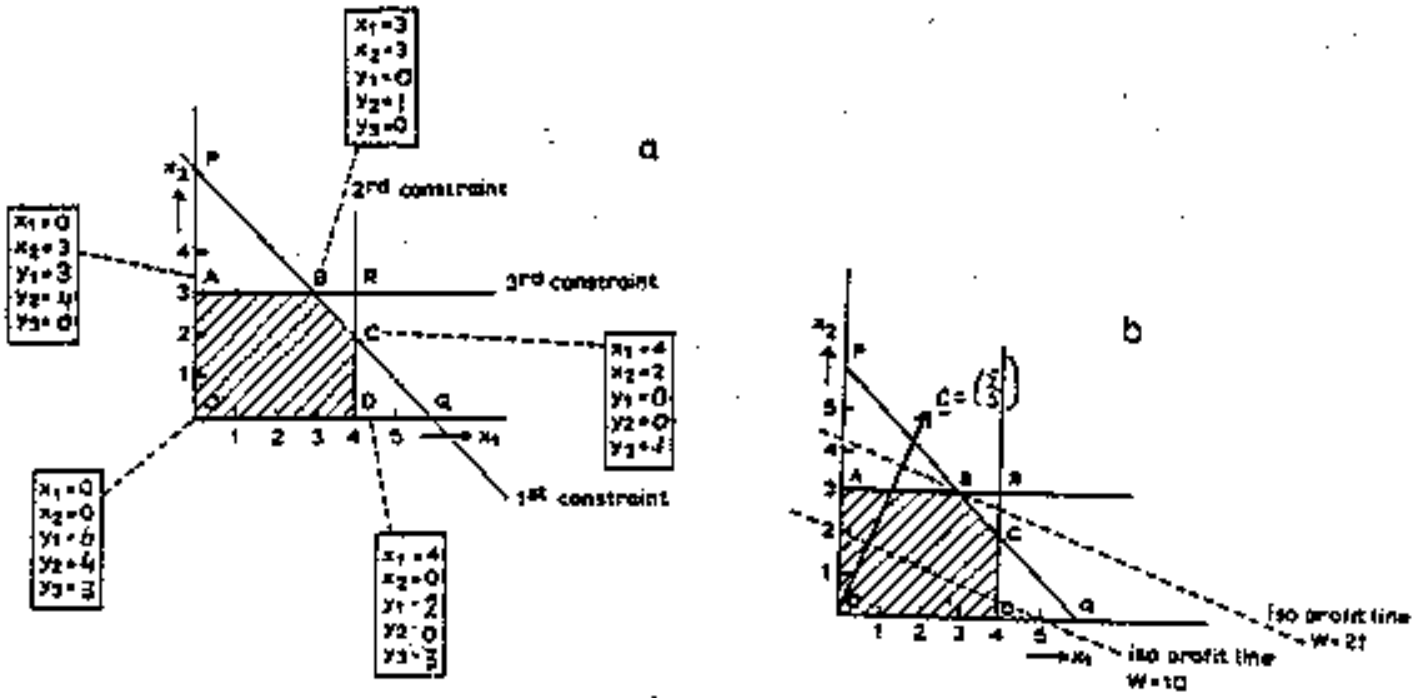 x₁=3
x₂=3
y₁=0
y₂=1
y₃=0
a
P
x₂
2rd constraint
x₁=0
x₂=3
y₁=3
y₂=4
y₃=0
4
A
B
R
3
3rd constraint
2
C
x₁=4
x₂=2
y₁=0
y₂=0
y₃=1
1
O
D
Q
1 2 3 4 5
x₁
1st constraint
x₁=0
x₂=0
y₁=6
y₂=4
y₃=3
x₁=4
x₂=0
y₁=2
y₂=0
y₃=3
b
x₂
P
5
4
A
B
R
3
2
C
1
O
D
Q
1 2 3 4 5
x₁
iso profit line
W=21
iso profit line
W=10